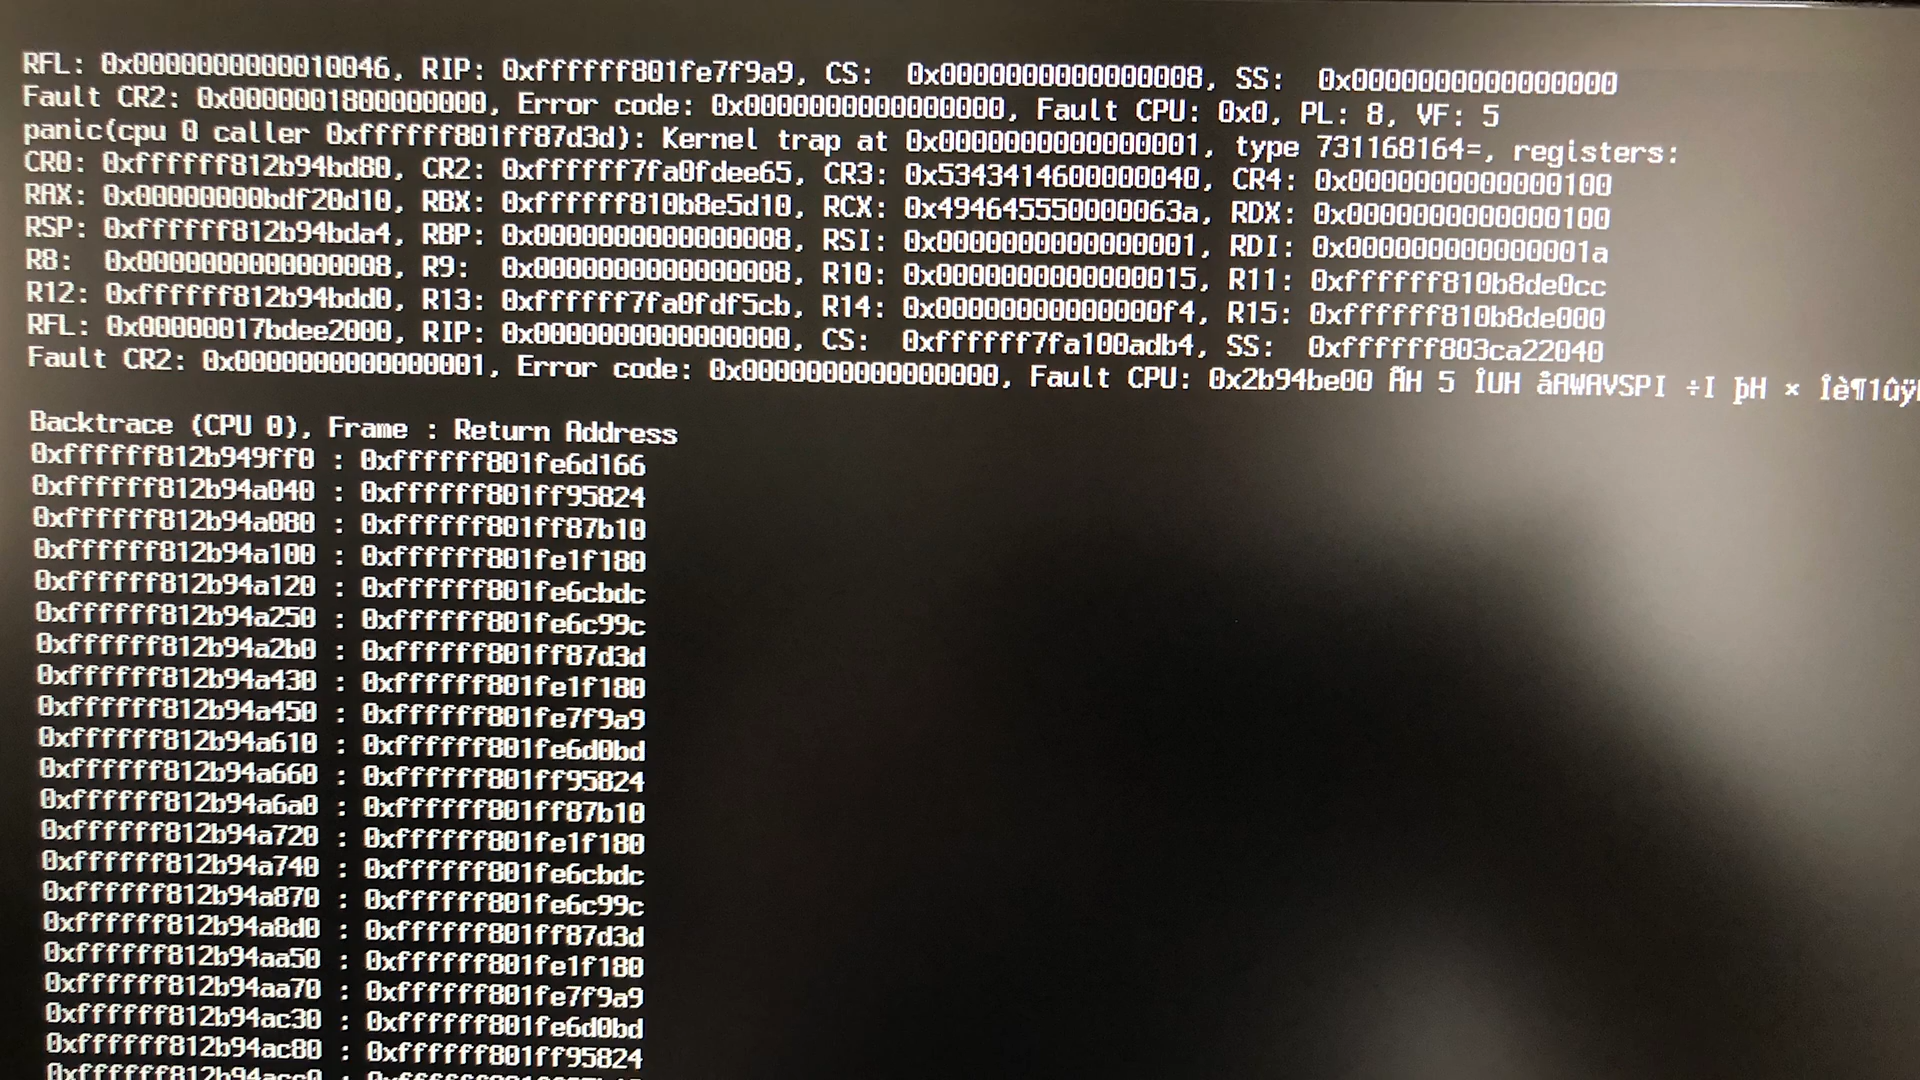 RFL: 0x0000000000010046, RIP: 0xffffff801fe7f9a9, CS:  0x0000000000000008, SS:  0x0000000000000000
Fault CR2: 0x0000001800000000, Error code: 0x0000000000000000, Fault CPU: 0x0, PL: 8, VF: 5
panic(cpu 0 caller 0xffffff801ff87d3d): Kernel trap at 0x0000000000000001, type 731168164=, registers:
CR0: 0xffffff812b94bd80, CR2: 0xffffff7fa0fdee65, CR3: 0x5343414600000040, CR4: 0x0000000000000100
RAX: 0x00000000bdf20d10, RBX: 0xffffff810b8e5d10, RCX: 0x494645550000063a, RDX: 0x0000000000000100
RSP: 0xffffff812b94bda4, RBP: 0x0000000000000008, RSI: 0x0000000000000001, RDI: 0x000000000000001a
R8:  0x0000000000000008, R9:  0x0000000000000008, R10: 0x0000000000000015, R11: 0xffffff810b8de0cc
R12: 0xffffff812b94bdd0, R13: 0xffffff7fa0fdf5cb, R14: 0x00000000000000f4, R15: 0xffffff810b8de000
RFL: 0x00000017bdee2000, RIP: 0x0000000000000000, CS:  0xffffff7fa100adb4, SS:  0xffffff803ca22040
Fault CR2: 0x0000000000000001, Error code: 0x0000000000000000, Fault CPU: 0x2b94be00 ÃH 5 ÎUH åAWAVSPI ÷I þH × Îè¶1ûÿ
Backtrace (CPU 0), Frame : Return Address
0xffffff812b949ff0 : 0xffffff801fe6d166
0xffffff812b94a040 : 0xffffff801ff95824
0xffffff812b94a080 : 0xffffff801ff87b10
0xffffff812b94a100 : 0xffffff801fe1f180
0xffffff812b94a120 : 0xffffff801fe6cbdc
0xffffff812b94a250 : 0xffffff801fe6c99c
0xffffff812b94a2b0 : 0xffffff801ff87d3d
0xffffff812b94a430 : 0xffffff801fe1f180
0xffffff812b94a450 : 0xffffff801fe7f9a9
0xffffff812b94a610 : 0xffffff801fe6d0bd
0xffffff812b94a660 : 0xffffff801ff95824
0xffffff812b94a6a0 : 0xffffff801ff87b10
0xffffff812b94a720 : 0xffffff801fe1f180
0xffffff812b94a740 : 0xffffff801fe6cbdc
0xffffff812b94a870 : 0xffffff801fe6c99c
0xffffff812b94a8d0 : 0xffffff801ff87d3d
0xffffff812b94aa50 : 0xffffff801fe1f180
0xffffff812b94aa70 : 0xffffff801fe7f9a9
0xffffff812b94ac30 : 0xffffff801fe6d0bd
0xffffff812b94ac80 : 0xffffff801ff95824